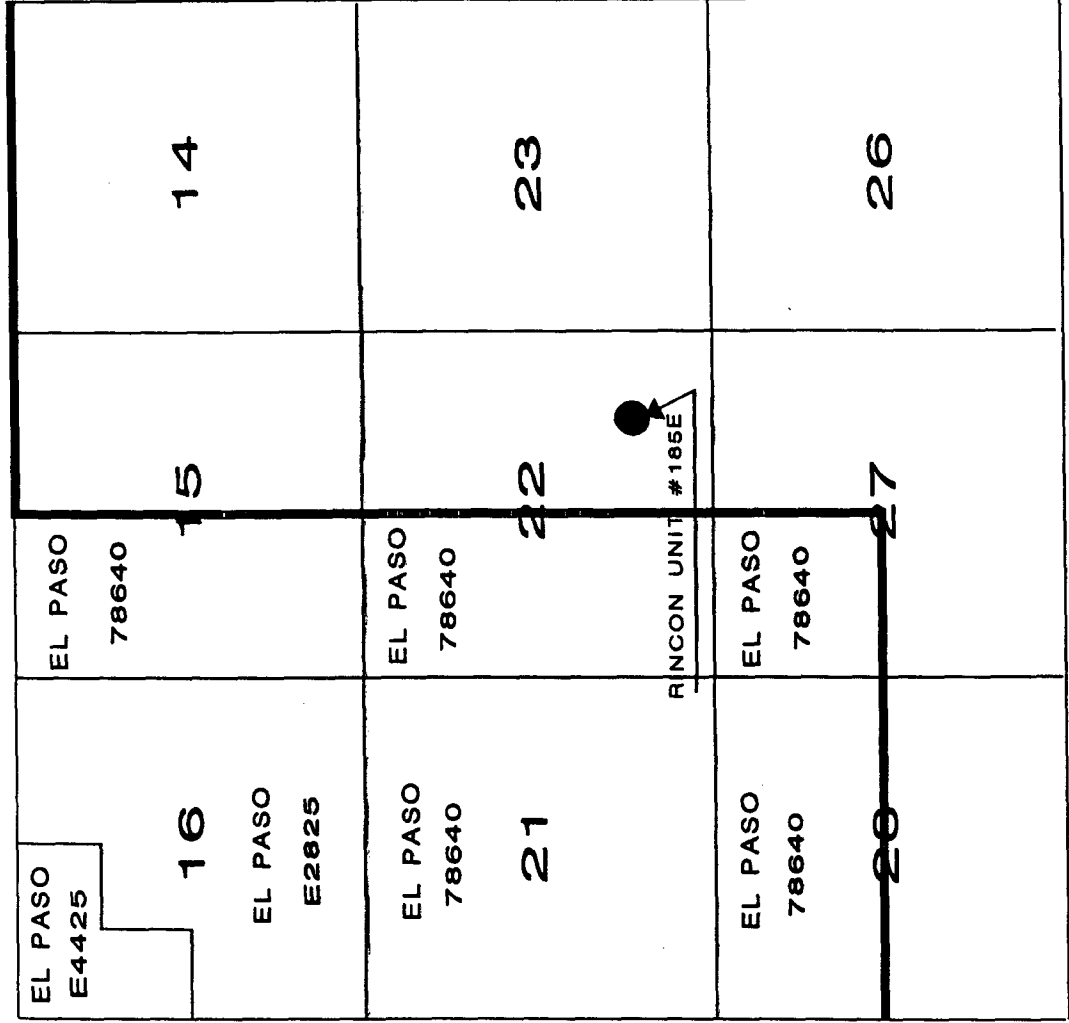 EL PASO
E4425
EL PASO
78640
16
15
14
EL PASO
E2825
EL PASO
78640
EL PASO
78640
21
22
23
RINCON UNIT #185E
EL PASO
78640
EL PASO
78640
28
27
26